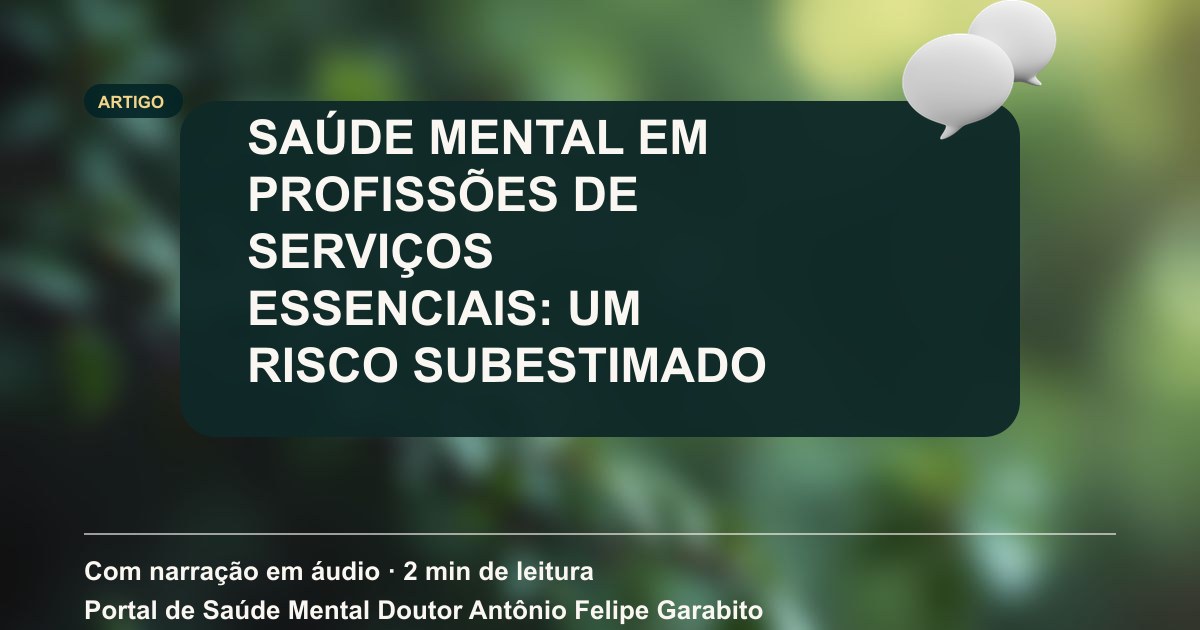 ARTIGO
SAÚDE MENTAL EM
PROFISSÕES DE
SERVIÇOS
ESSENCIAIS: UM
RISCO SUBESTIMADO
Com narração em áudio · 2 min de leitura
Portal de Saúde Mental Doutor Antônio Felipe Garabito